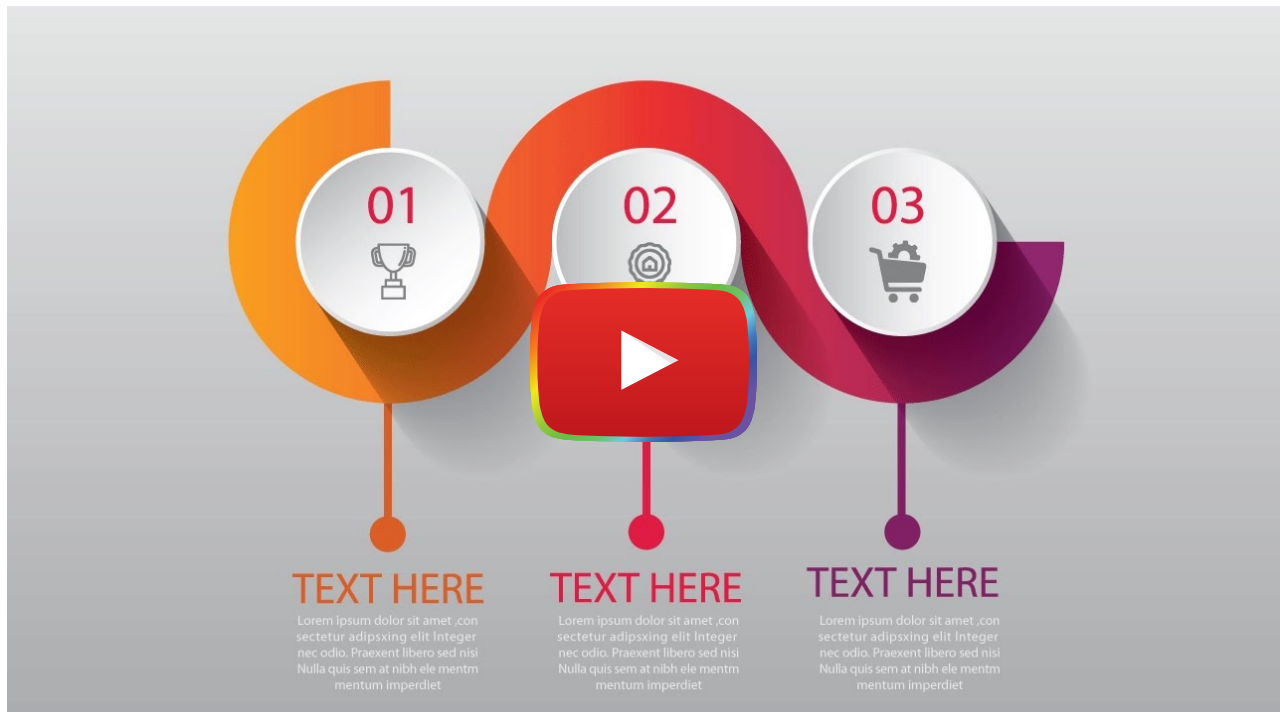 01
02
03
TEXT HERE
Lorem ipsum dolor sit amet ,con
sectetur adipsxing elit Integer
nec odio. Praexent libero sed nisi
Nulla quis sem at nibh ele mentm
mentum imperdiet
TEXT HERE
Lorem ipsum dolor sit amet ,con
sectetur adipsxing elit Integer
nec odio. Praexent libero sed nisi
Nulla quis sem at nibh ele mentm
mentum imperdiet
TEXT HERE
Lorem ipsum dolor sit amet ,con
sectetur adipsxing elit Integer
nec odio. Praexent libero sed nisi
Nulla quis sem at nibh ele mentm
mentum imperdiet